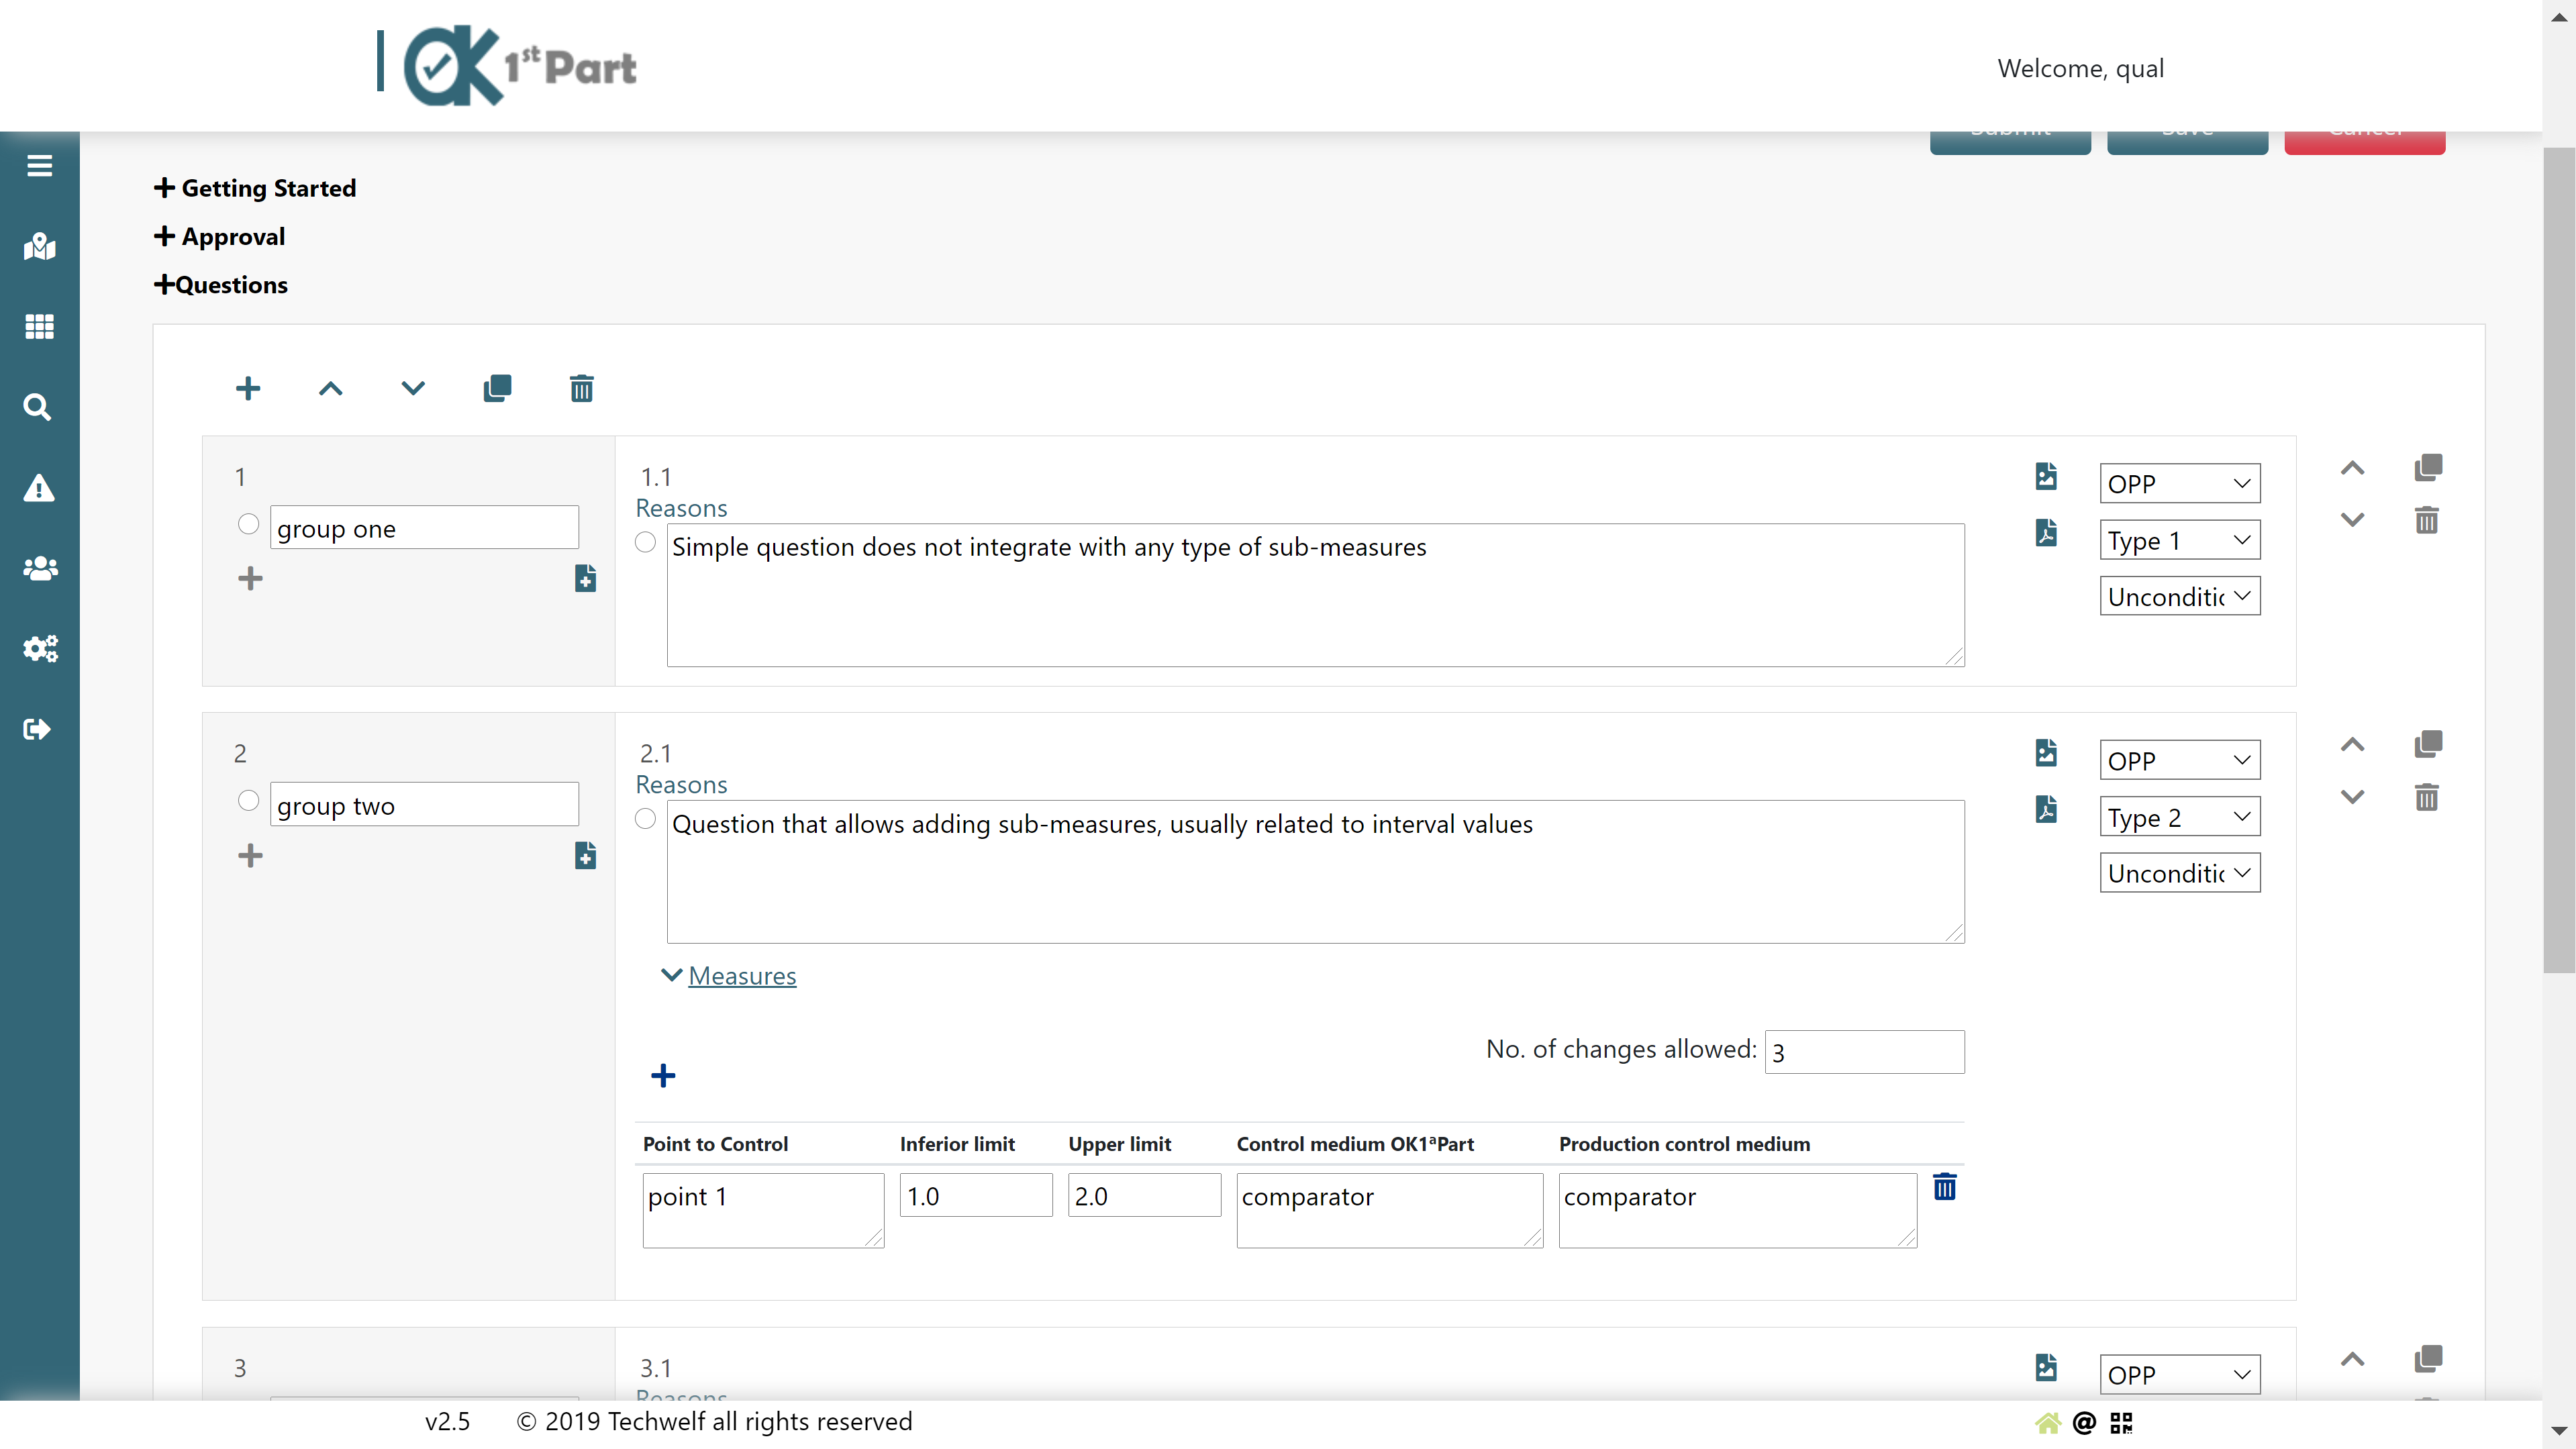 OK 1st Part
Welcome, qual
Submit Save Cancel
Getting Started
Approval
Questions
1
group one
1.1
Reasons
Simple question does not integrate with any type of sub-measures
OPP
Type 1
Unconditic
2
group two
2.1
Reasons
Question that allows adding sub-measures, usually related to interval values
OPP
Type 2
Unconditic
Measures
No. of changes allowed: 3
Point to Control Inferior limit Upper limit Control medium OK1ªPart Production control medium
point 1 1.0 2.0 comparator comparator
3
3.1
Reasons
OPP
v2.5 © 2019 Techwelf all rights reserved